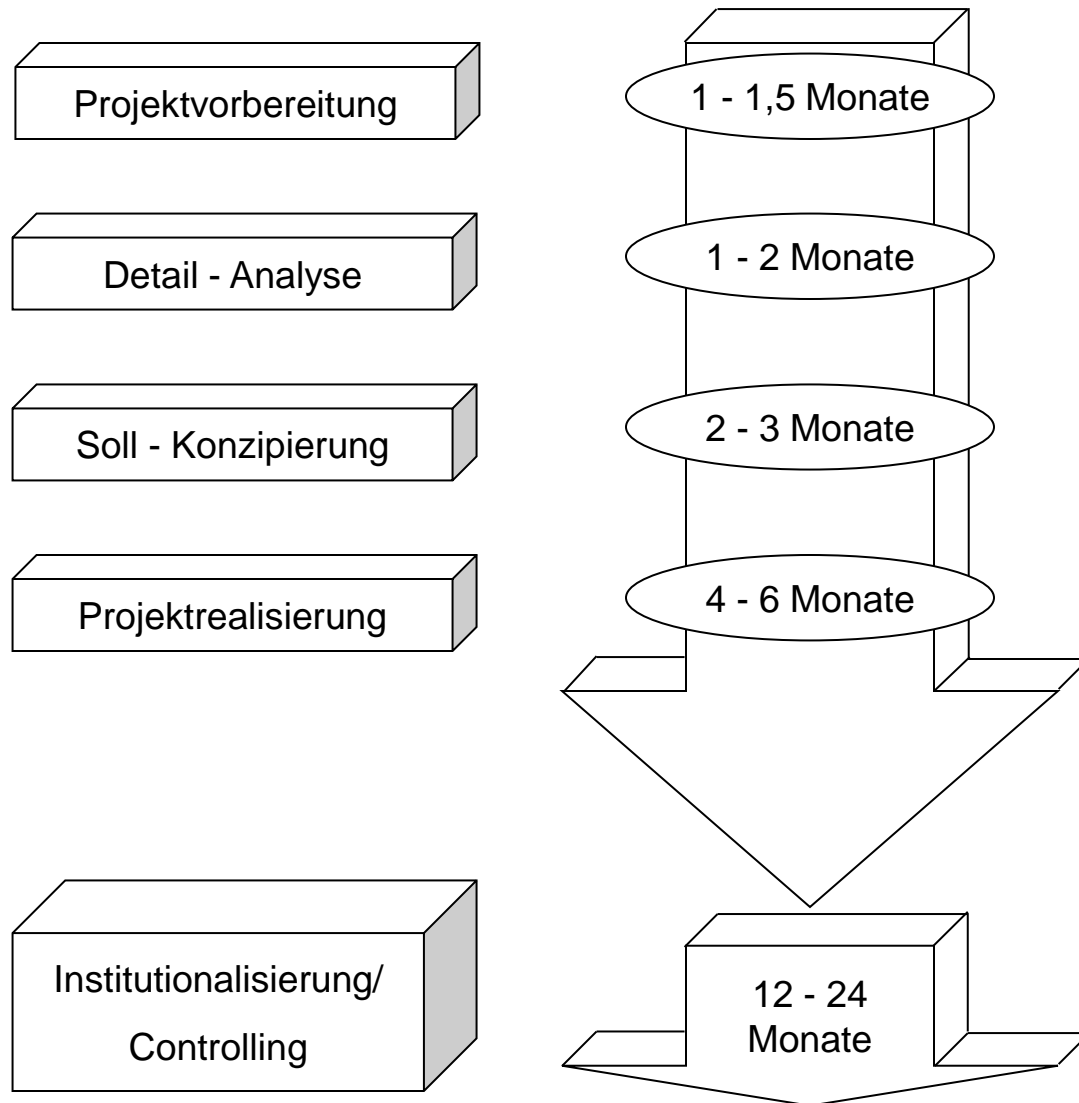 Projektvorbereitung
1 - 1,5 Monate
Detail - Analyse
1 - 2 Monate
Soll - Konzipierung
2 - 3 Monate
Projektrealisierung
4 - 6 Monate
Institutionalisierung/
Controlling
12 - 24
Monate